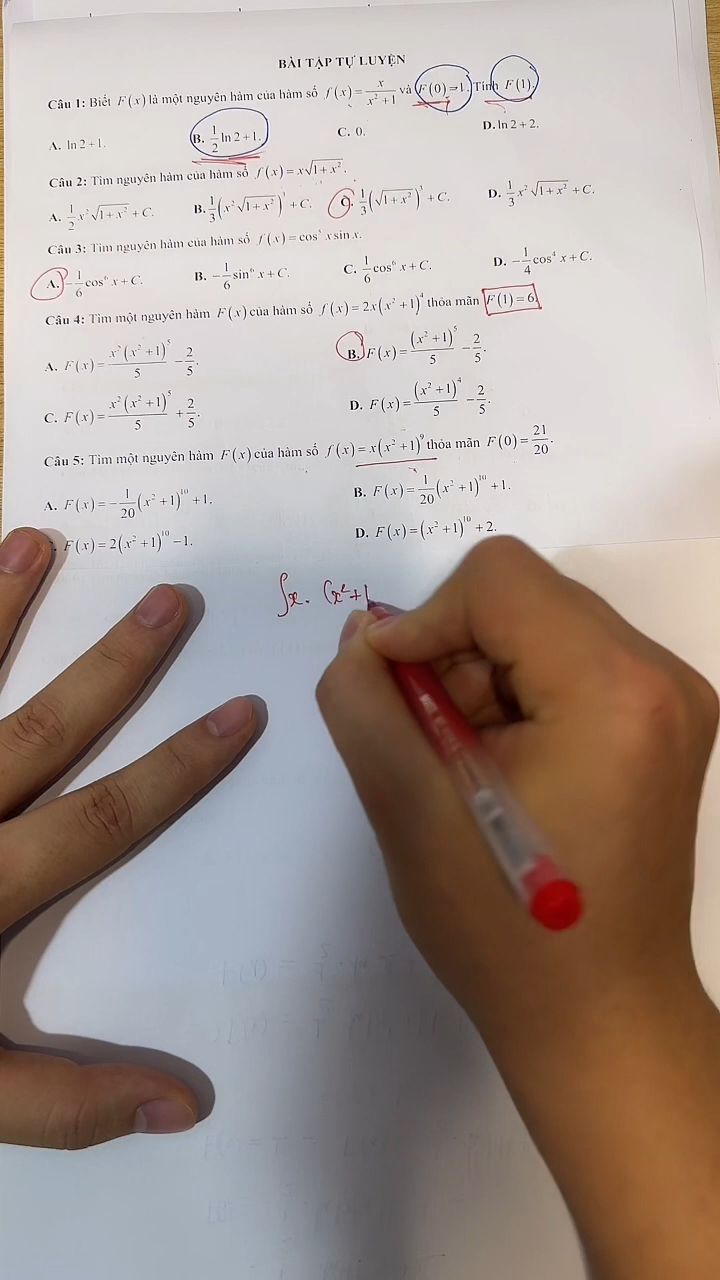 BÀI TẬP TỰ LUYỆN
Câu 1: Biết F(x) là một nguyên hàm của hàm số f(x) = x/(x²+1) và F(0) = 1. Tính F(1).
A. ln 2 + 1. B. 1/2 ln 2 + 1. C. 0. D. ln 2 + 2.
Câu 2: Tìm nguyên hàm của hàm số f(x) = x√(1+x²).
A. 1/2 x²√(1+x²) + C. B. 1/3 (x²√(1+x²))³ + C. C. 1/3 (√(1+x²))³ + C. D. 1/3 x²√(1+x²) + C.
Câu 3: Tìm nguyên hàm của hàm số f(x) = cos⁵ x sin x.
A. -1/6 cos⁶ x + C. B. -1/6 sin⁶ x + C. C. 1/6 cos⁶ x + C. D. -1/4 cos⁴ x + C.
Câu 4: Tìm một nguyên hàm F(x) của hàm số f(x) = 2x(x²+1)⁴ thỏa mãn F(1) = 6.
A. F(x) = x²(x²+1)⁵/5 - 2/5. B. F(x) = (x²+1)⁵/5 - 2/5.
C. F(x) = x²(x²+1)⁵/5 + 2/5. D. F(x) = (x²+1)⁴/5 - 2/5.
Câu 5: Tìm một nguyên hàm F(x) của hàm số f(x) = x(x²+1)⁹ thỏa mãn F(0) = 21/20.
A. F(x) = -1/20 (x²+1)¹⁰ + 1. B. F(x) = 1/20 (x²+1)¹⁰ + 1.
F(x) = 2(x²+1)¹⁰ - 1. D. F(x) = (x²+1)¹⁰ + 2.
∫x. (x²+1